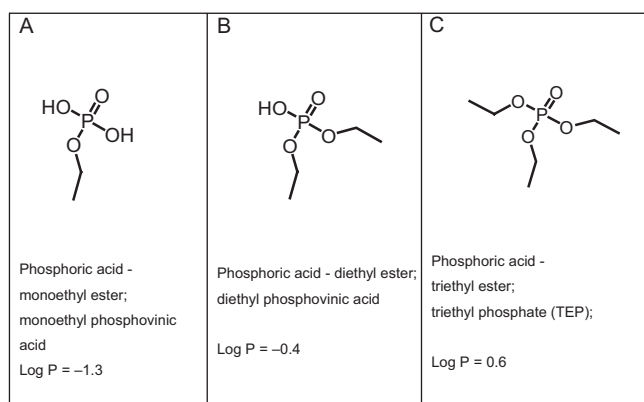 A
HO
O
P
OH
O
Phosphoric acid -
monoethyl ester;
monoethyl phosphovinic
acid
Log P = –1.3
B
HO
O
P
O
O
Phosphoric acid - diethyl ester;
diethyl phosphovinic acid
Log P = –0.4
C
O
O
P
O
O
Phosphoric acid -
triethyl ester;
triethyl phosphate (TEP);
Log P = 0.6